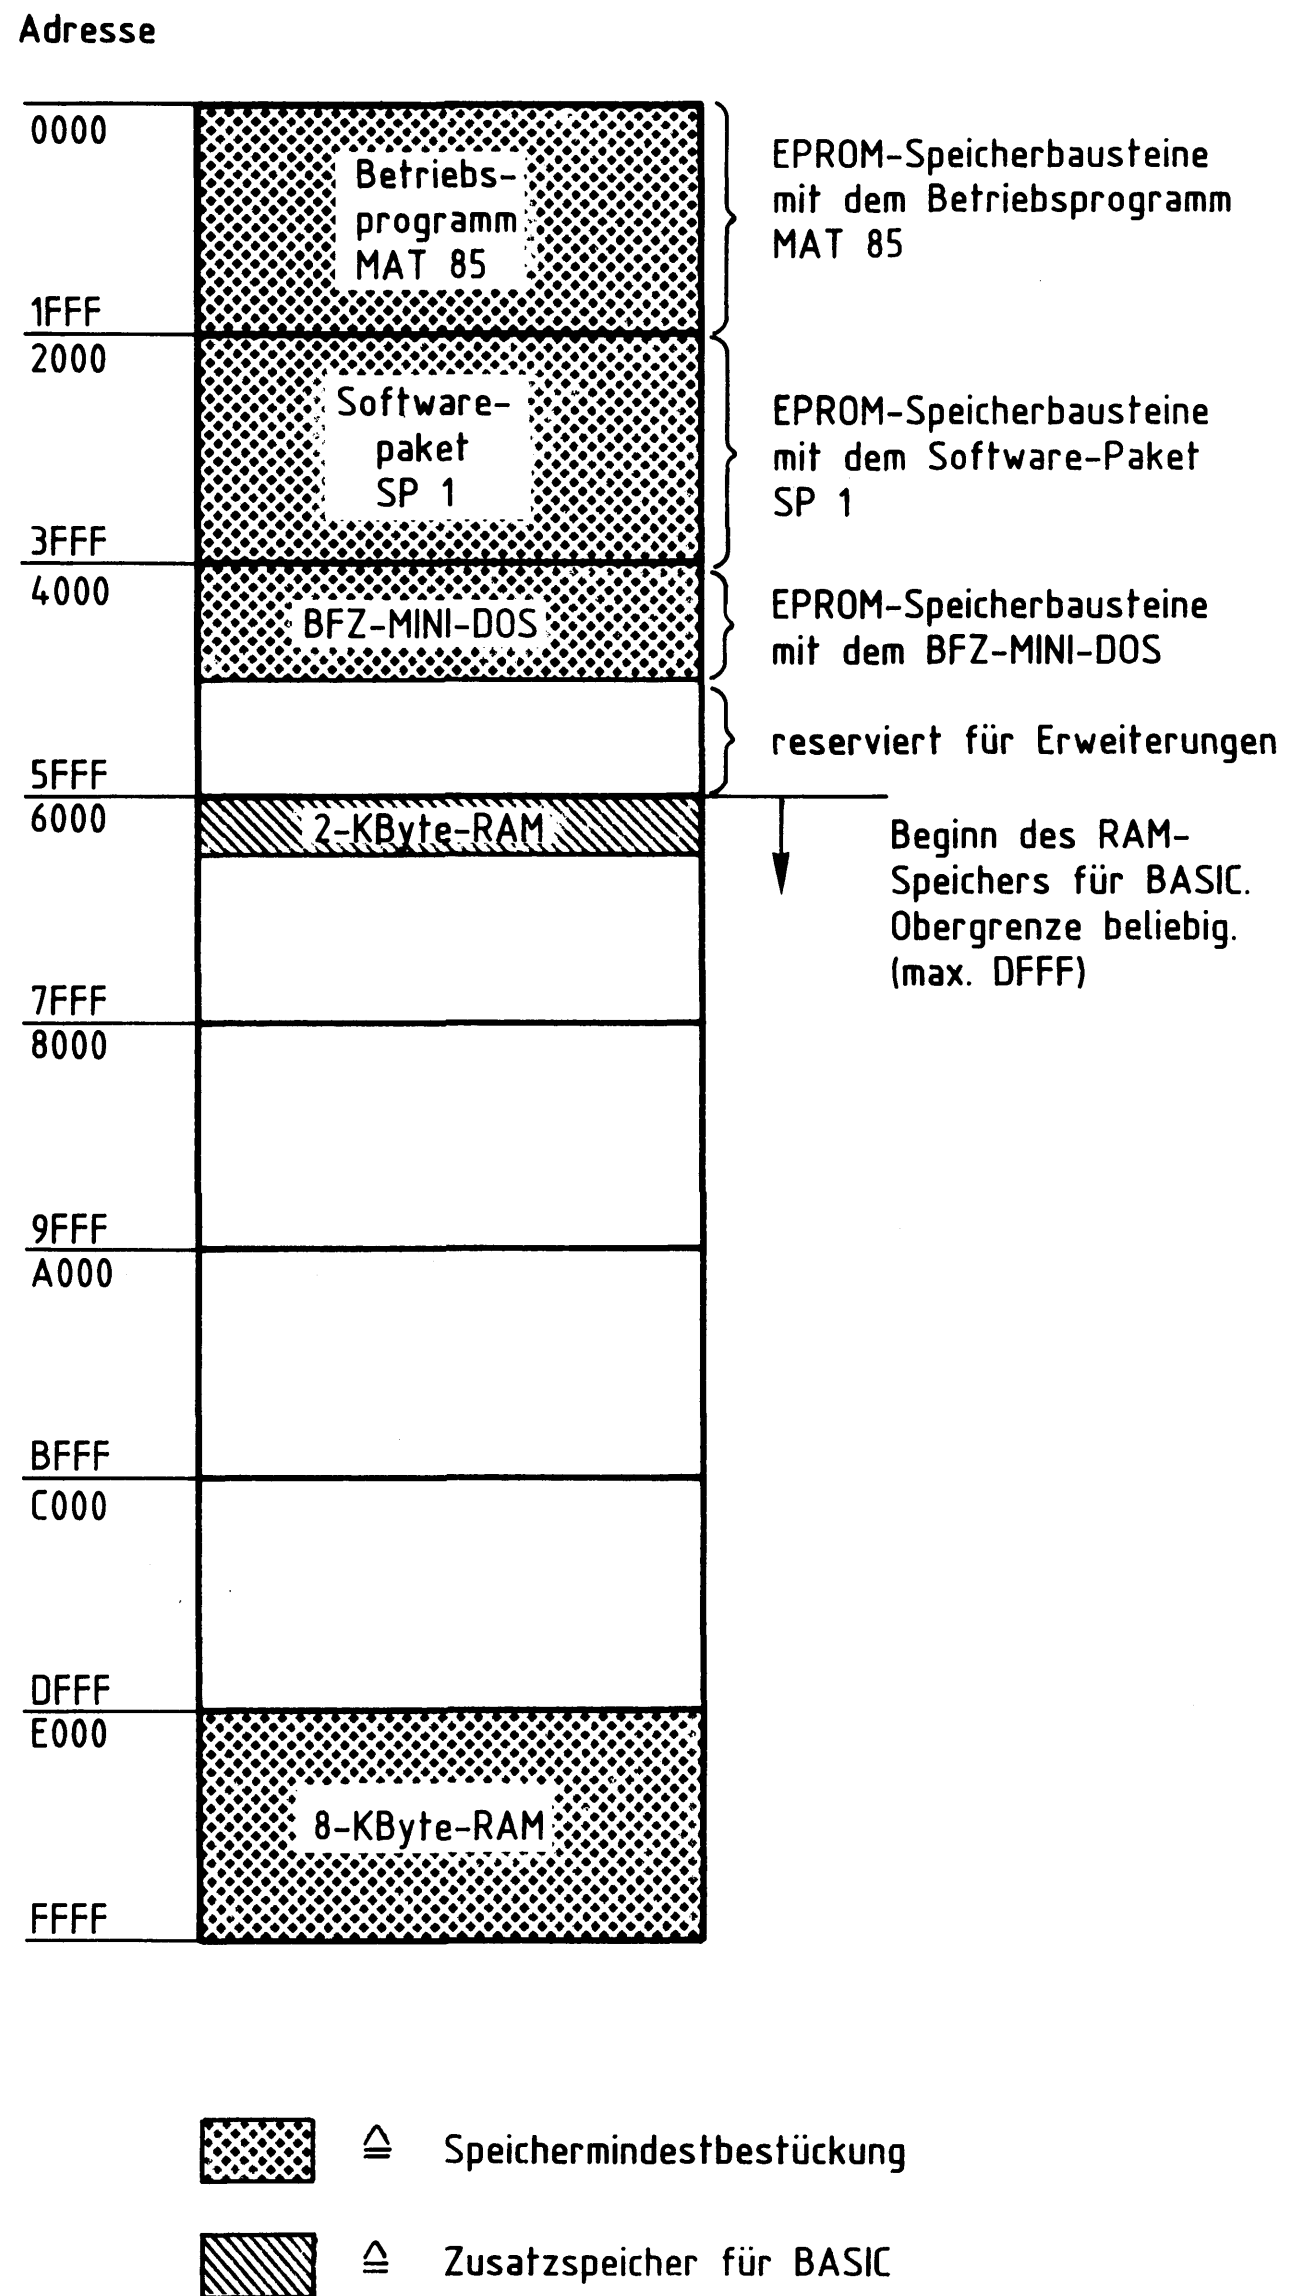 Adresse
0000
Betriebs-
programm
MAT 85
EPROM-Speicherbausteine
mit dem Betriebsprogramm
MAT 85
1FFF
2000
Software-
paket
SP 1
EPROM-Speicherbausteine
mit dem Software-Paket
SP 1
3FFF
4000
BFZ-MINI-DOS
EPROM-Speicherbausteine
mit dem BFZ-MINI-DOS
reserviert für Erweiterungen
5FFF
6000
2-KByte-RAM
Beginn des RAM-
Speichers für BASIC.
Obergrenze beliebig.
(max. DFFF)
7FFF
8000
9FFF
A000
BFFF
C000
DFFF
E000
8-KByte-RAM
FFFF
≙ Speichermindestbestückung
≙ Zusatzspeicher für BASIC